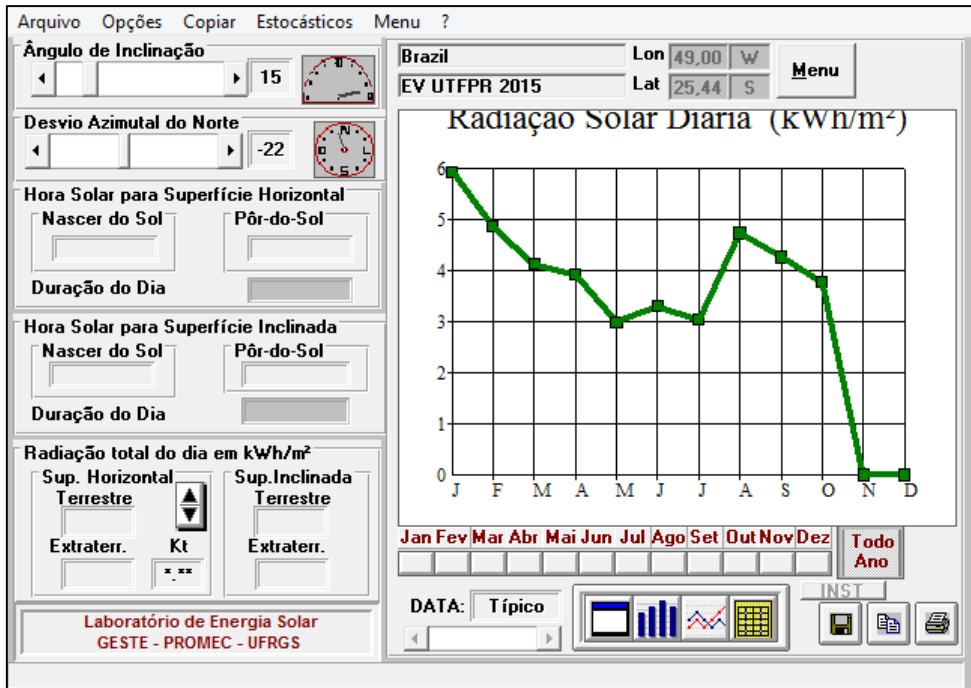 Arquivo Opções Copiar Estocásticos Menu ?
Ângulo de Inclinação
15
Desvio Azimutal do Norte
-22
N
S
Hora Solar para Superfície Horizontal
Nascer do Sol Pôr-do-Sol
Duração do Dia
Hora Solar para Superfície Inclinada
Nascer do Sol Pôr-do-Sol
Duração do Dia
Radiação total do dia em kWh/m²
Sup. Horizontal Sup.Inclinada
Terrestre Terrestre
Extraterr. Kt Extraterr.
*.**
Laboratório de Energia Solar
GESTE - PROMEC - UFRGS
Brazil Lon 49,00 W
EV UTFPR 2015 Lat 25,44 S
Menu
Radiação Solar Diária (kWh/m²)
6
5
4
3
2
1
0
J F M A M J J A S O N D
Jan Fev Mar Abr Mai Jun Jul Ago Set Out Nov Dez
Todo
Ano
INST
DATA: Típico